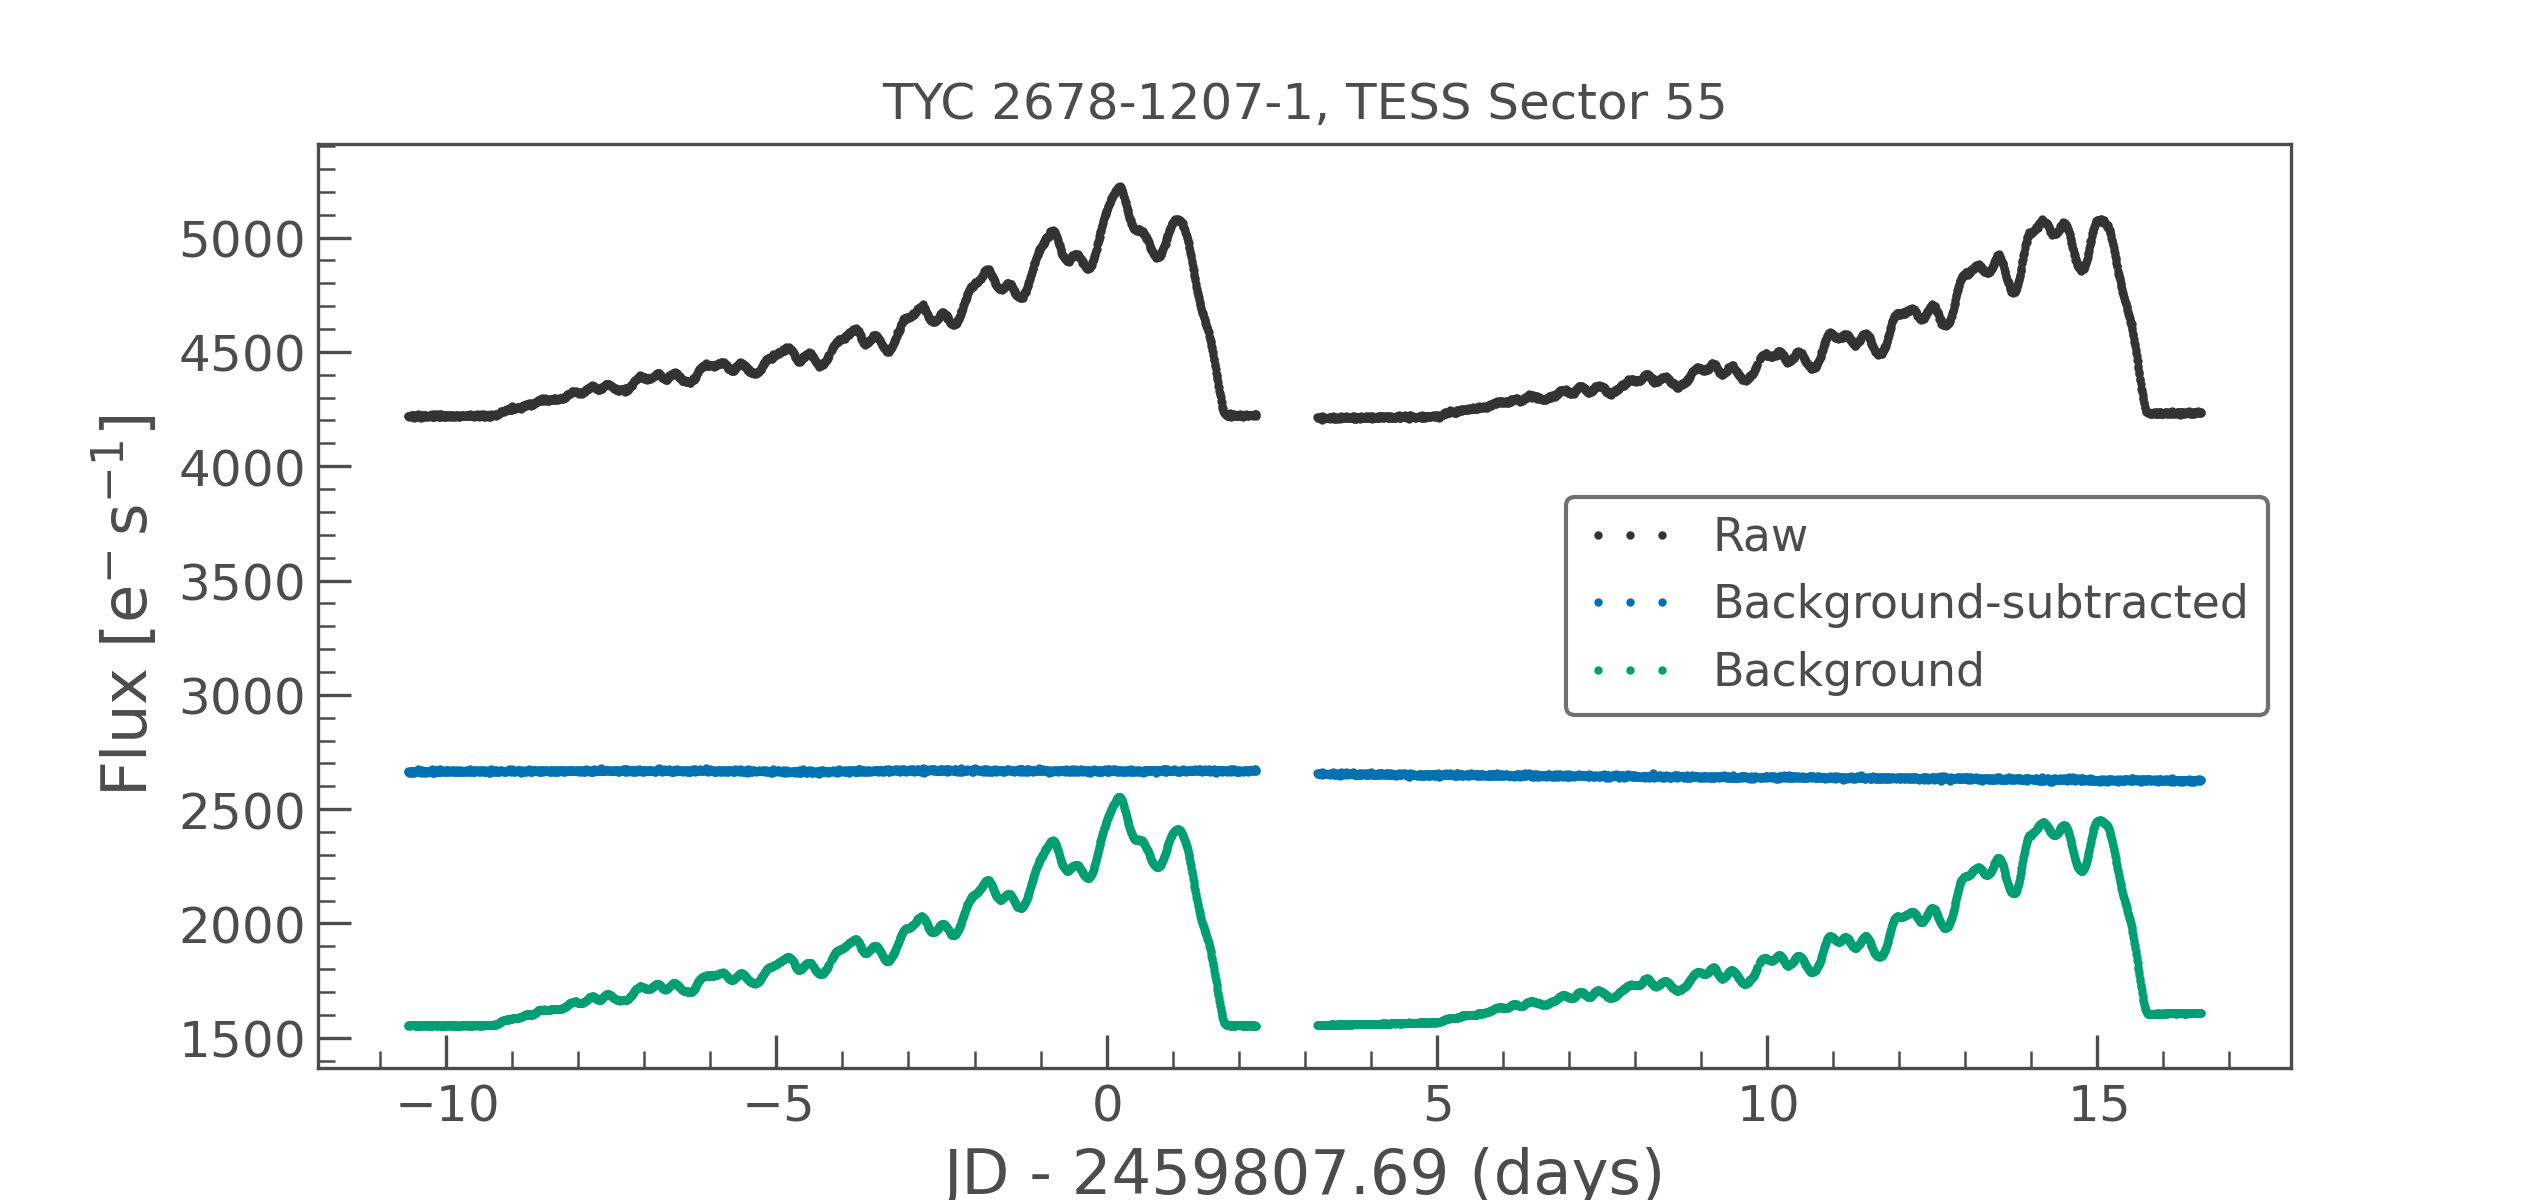 TYC 2678-1207-1, TESS Sector 55
Flux [e⁻ s⁻¹]
5000
4500
4000
3500
3000
2500
2000
1500
Raw
Background-subtracted
Background
−10
−5
0
5
10
15
JD - 2459807.69 (days)